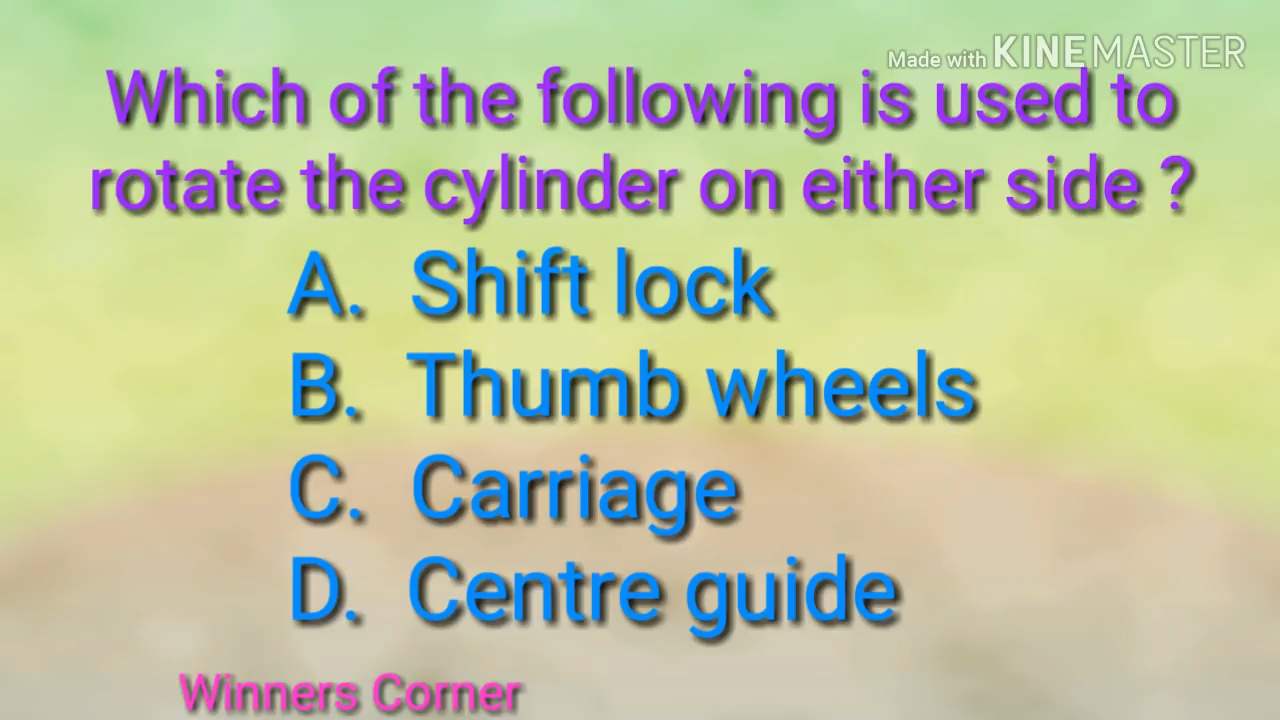 Made with KINEMASTER
Which of the following is used to
rotate the cylinder on either side ?
A. Shift lock
B. Thumb wheels
C. Carriage
D. Centre guide
Winners Corner